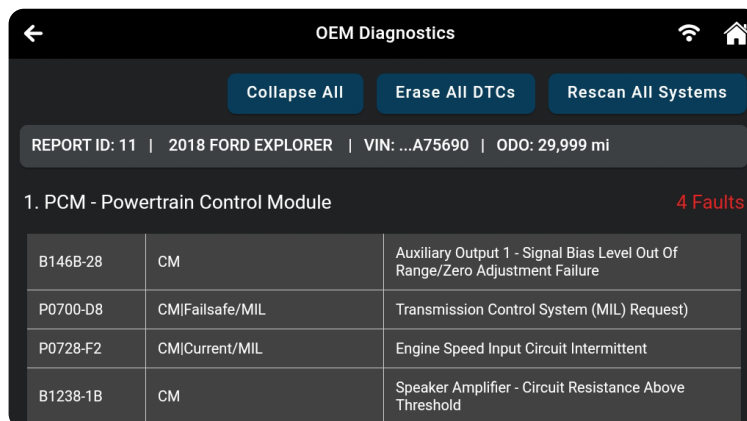 OEM Diagnostics
Collapse All
Erase All DTCs
Rescan All Systems
REPORT ID: 11 | 2018 FORD EXPLORER | VIN: ...A75690 | ODO: 29,999 mi
1. PCM - Powertrain Control Module
4 Faults
B146B-28
CM
Auxiliary Output 1 - Signal Bias Level Out Of
Range/Zero Adjustment Failure
P0700-D8
CM|Failsafe/MIL
Transmission Control System (MIL) Request)
P0728-F2
CM|Current/MIL
Engine Speed Input Circuit Intermittent
B1238-1B
CM
Speaker Amplifier - Circuit Resistance Above
Threshold